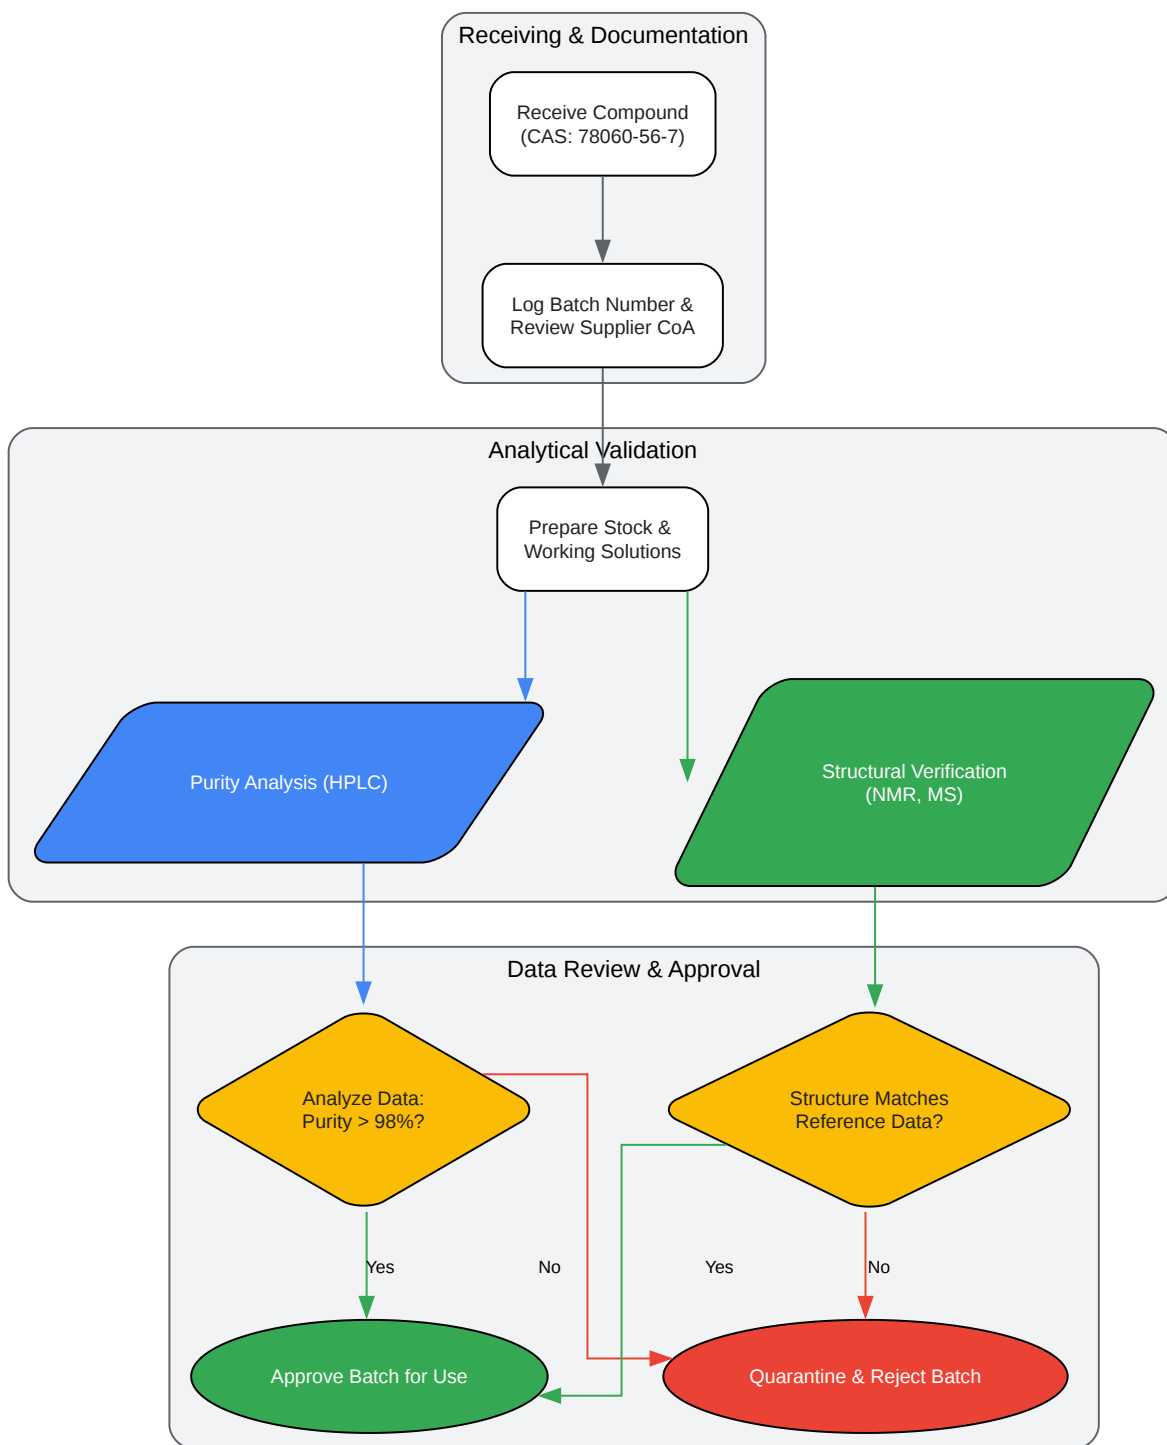 Receiving & Documentation
Receive Compound
(CAS: 78060-56-7)
Log Batch Number &
Review Supplier CoA
Analytical Validation
Prepare Stock &
Working Solutions
Purity Analysis (HPLC)
Structural Verification
(NMR, MS)
Data Review & Approval
Analyze Data:
Purity > 98%?
Structure Matches
Reference Data?
Yes
No
Yes
No
Approve Batch for Use
Quarantine & Reject Batch